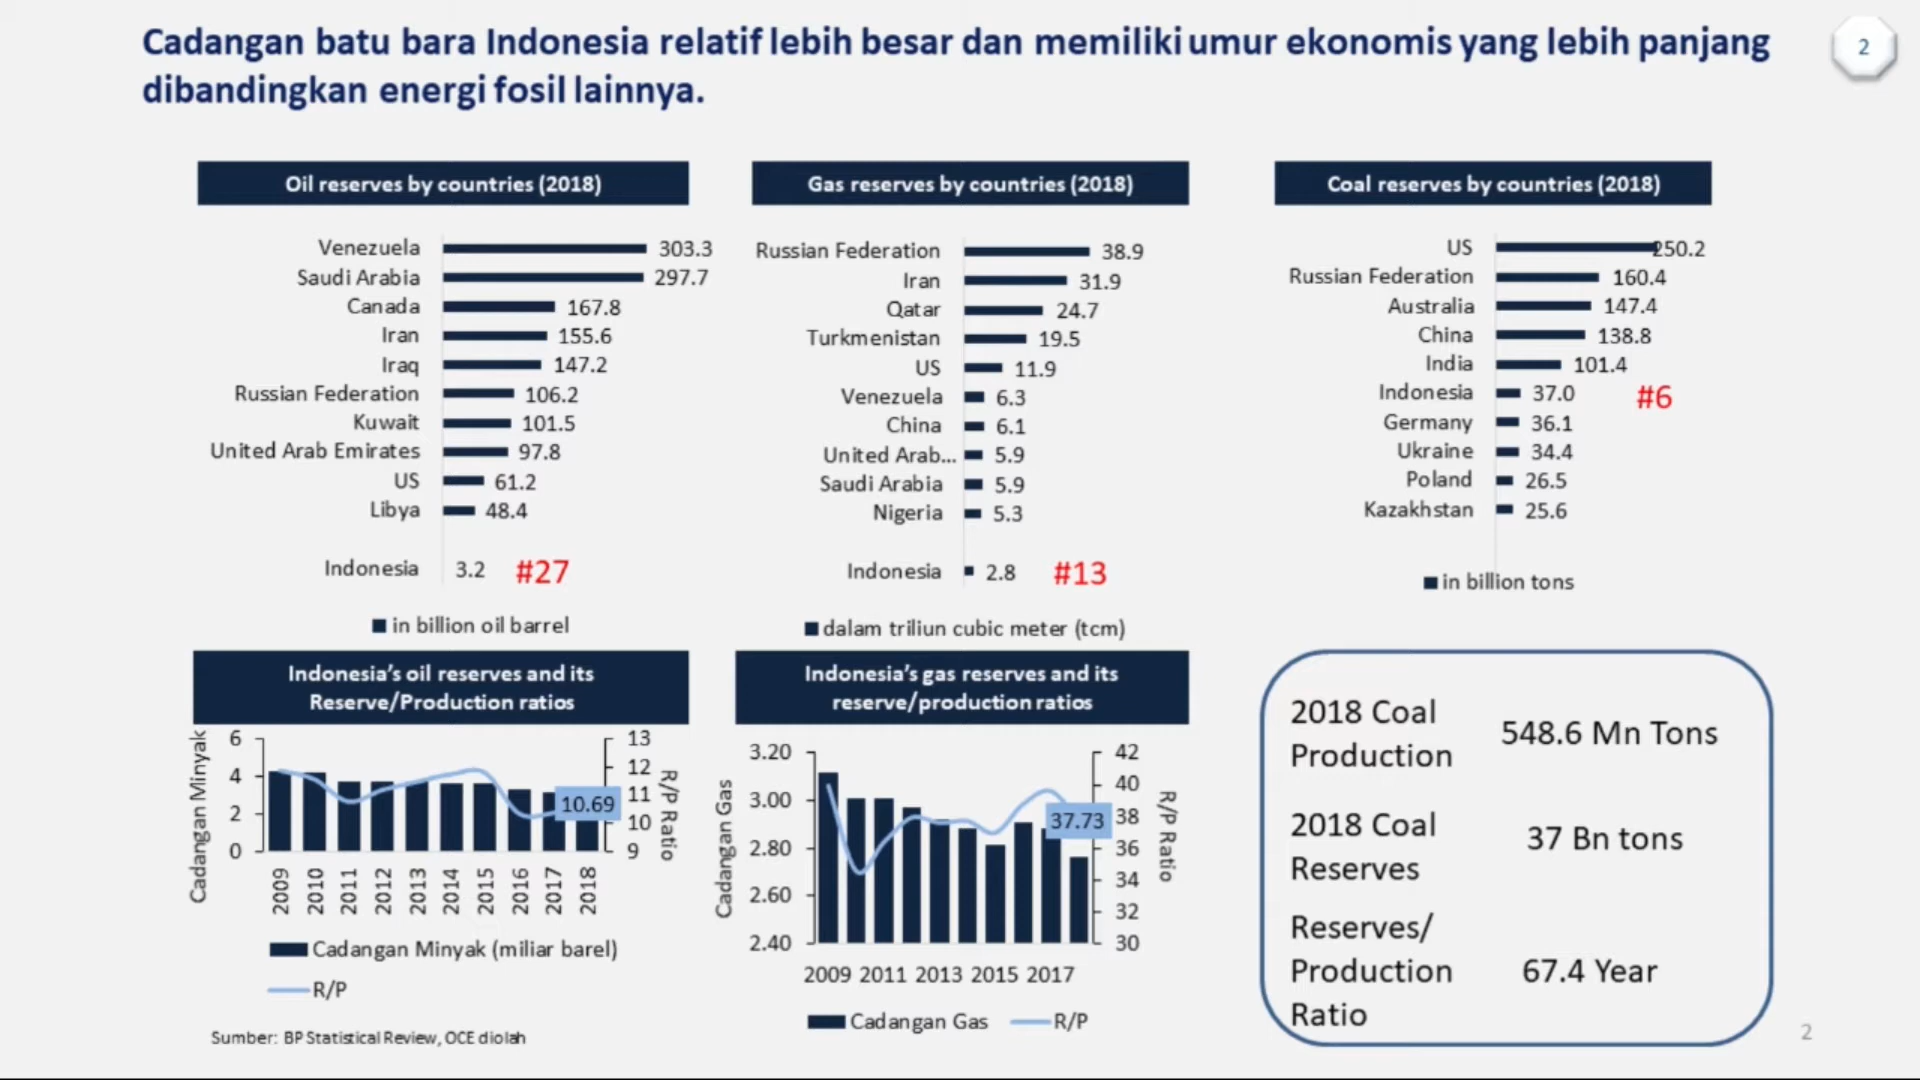 Cadangan batu bara Indonesia relatif lebih besar dan memiliki umur ekonomis yang lebih panjang
dibandingkan energi fosil lainnya.
2
Oil reserves by countries (2018)
Venezuela 303.3
Saudi Arabia 297.7
Canada 167.8
Iran 155.6
Iraq 147.2
Russian Federation 106.2
Kuwait 101.5
United Arab Emirates 97.8
US 61.2
Libya 48.4
Indonesia 3.2 #27
in billion oil barrel
Gas reserves by countries (2018)
Russian Federation 38.9
Iran 31.9
Qatar 24.7
Turkmenistan 19.5
US 11.9
Venezuela 6.3
China 6.1
United Arab... 5.9
Saudi Arabia 5.9
Nigeria 5.3
Indonesia 2.8 #13
dalam triliun cubic meter (tcm)
Coal reserves by countries (2018)
US 250.2
Russian Federation 160.4
Australia 147.4
China 138.8
India 101.4
Indonesia 37.0 #6
Germany 36.1
Ukraine 34.4
Poland 26.5
Kazakhstan 25.6
in billion tons
Indonesia's oil reserves and its
Reserve/Production ratios
Cadangan Minyak
6
4
2
0
13
12
11
10
9
R/P Ratio
10.69
2009 2010 2011 2012 2013 2014 2015 2016 2017 2018
Cadangan Minyak (miliar barel)
R/P
Indonesia's gas reserves and its
reserve/production ratios
Cadangan Gas
3.20
3.00
2.80
2.60
2.40
42
40
38
36
34
32
30
R/P Ratio
37.73
2009 2011 2013 2015 2017
Cadangan Gas R/P
2018 Coal
Production
548.6 Mn Tons
2018 Coal
Reserves
37 Bn tons
Reserves/
Production
Ratio
67.4 Year
Sumber: BP Statistical Review, OCE diolah
2